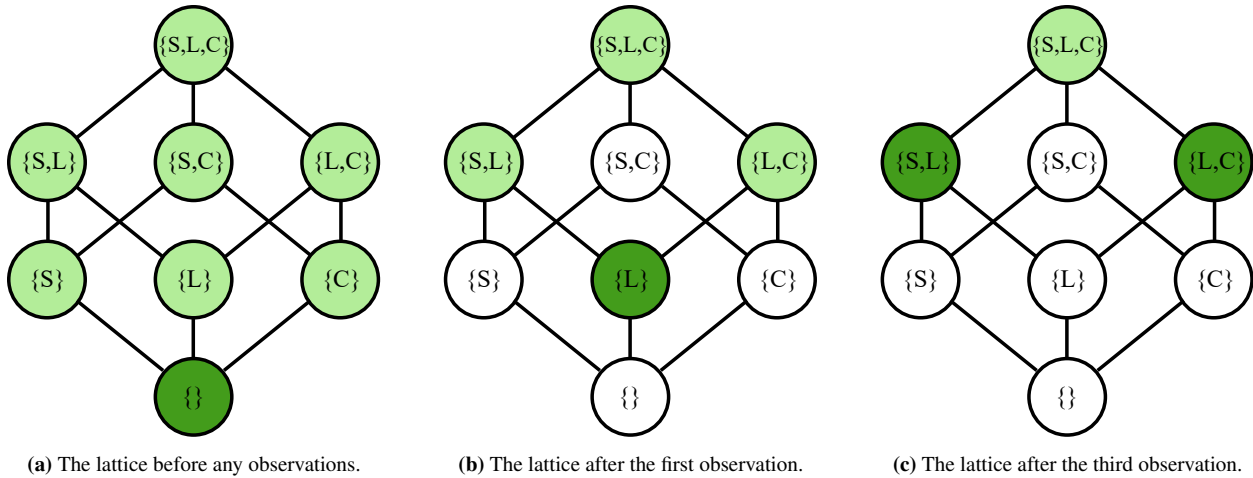 {S,L,C}
{S,L} {S,C} {L,C}
{S} {L} {C}
{}
(a) The lattice before any observations.
{S,L,C}
{S,L} {S,C} {L,C}
{S} {L} {C}
{}
(b) The lattice after the first observation.
{S,L,C}
{S,L} {S,C} {L,C}
{S} {L} {C}
{}
(c) The lattice after the third observation.